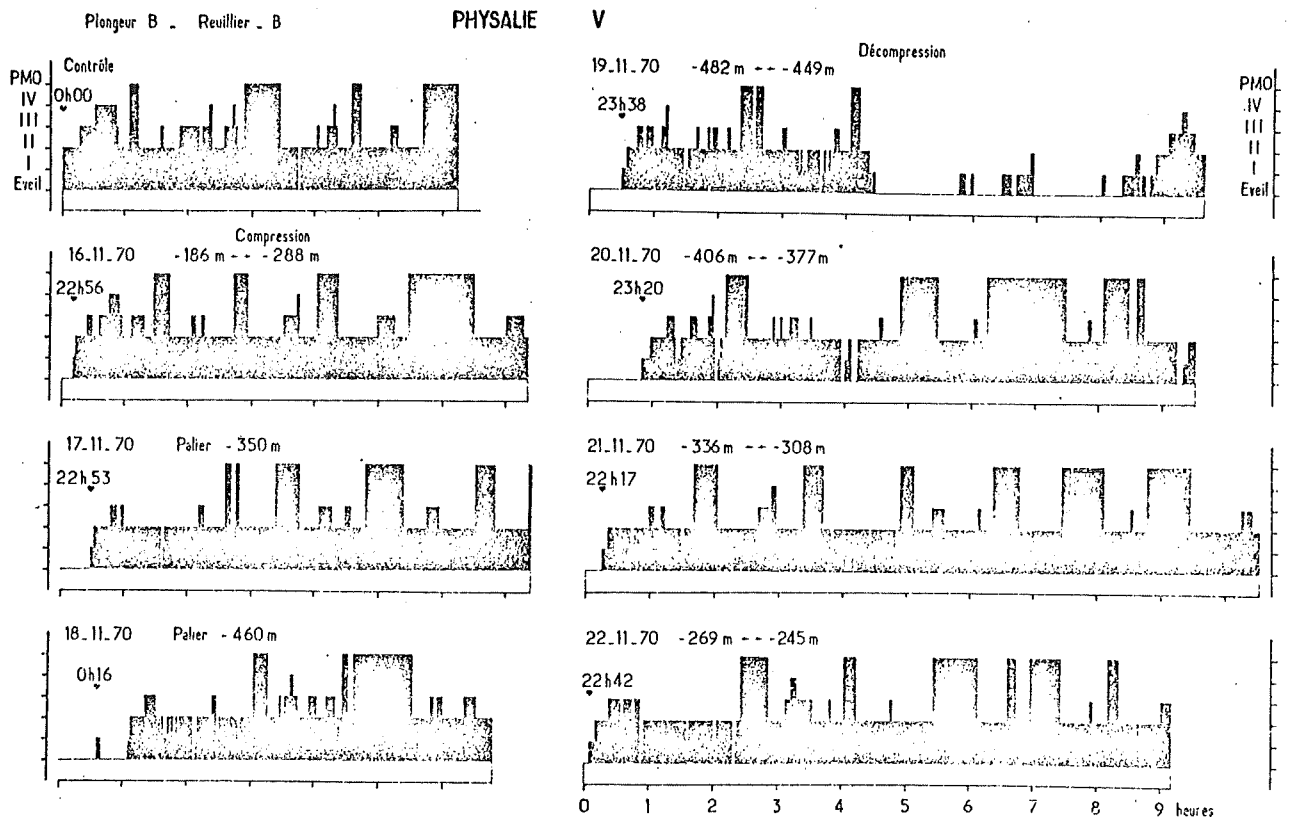 Plongeur B _ Reuillier _ B PHYSALIE V
Contrôle
PMO
IV
III
II
I
Eveil
0h00
Compression
16_11_70 -186 m ←← -288 m
22h56
17_11_70 Palier -350 m
22h53
18_11_70 Palier -460 m
0h16
Décompression
19_11_70 -482 m ←← -449 m
23h38
PMO
IV
III
II
I
Eveil
20_11_70 -406 m ←← -377 m
23h20
21_11_70 -336 m ←← -308 m
22h17
22_11_70 -269 m ←← -245 m
22h42
0 1 2 3 4 5 6 7 8 9 heures